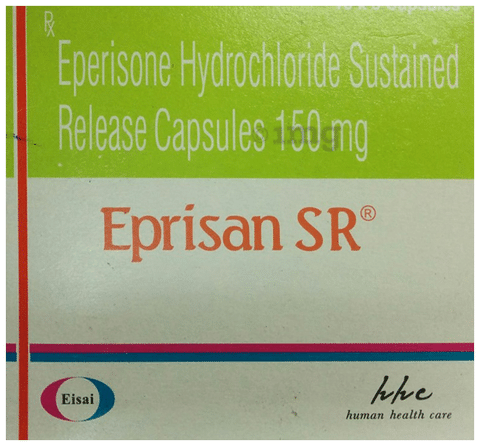 Rx
Eperisone Hydrochloride Sustained
Release Capsules 150 mg
Eprisan SR®
Eisai
hhc
human health care